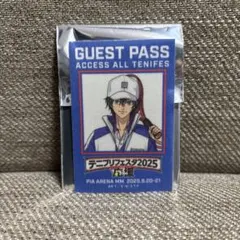 GUEST PASS
ACCESS ALL TENIFES
テニプリフェスタ2025
PIA ARENA MM 2025.9.20-21